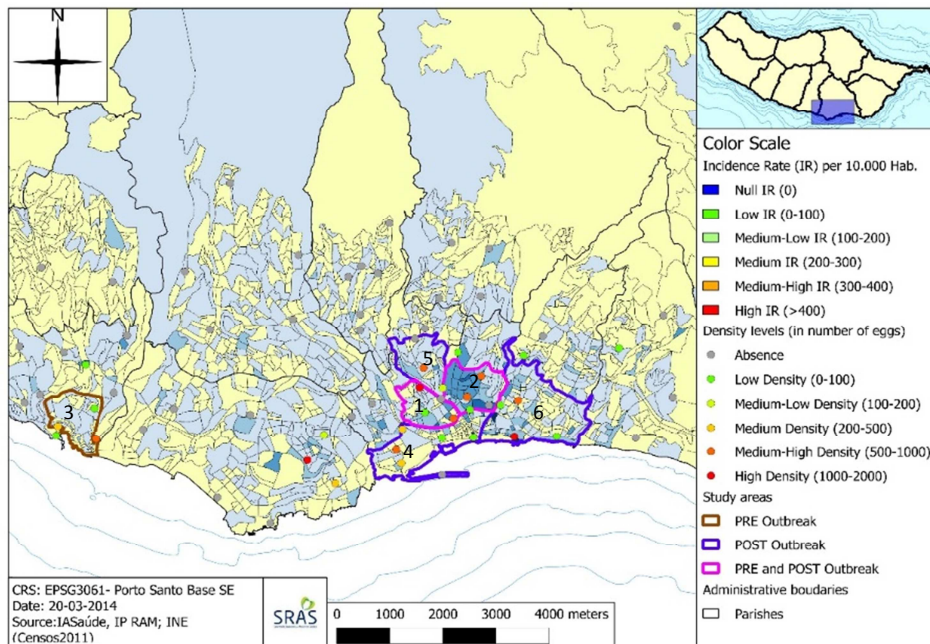 N
3
5
2
1
6
4
Color Scale
Incidence Rate (IR) per 10.000 Hab.
Null IR (0)
Low IR (0-100)
Medium-Low IR (100-200)
Medium IR (200-300)
Medium-High IR (300-400)
High IR (>400)
Density levels (in number of eggs)
Absence
Low Density (0-100)
Medium-Low Density (100-200)
Medium Density (200-500)
Medium-High Density (500-1000)
High Density (1000-2000)
Study areas
PRE Outbreak
POST Outbreak
PRE and POST Outbreak
Administrative boudaries
Parishes
CRS: EPSG3061- Porto Santo Base SE
Date: 20-03-2014
Source:IASaúde, IP RAM; INE
(Censos2011)
SRAS
0 1000 2000 3000 4000 meters